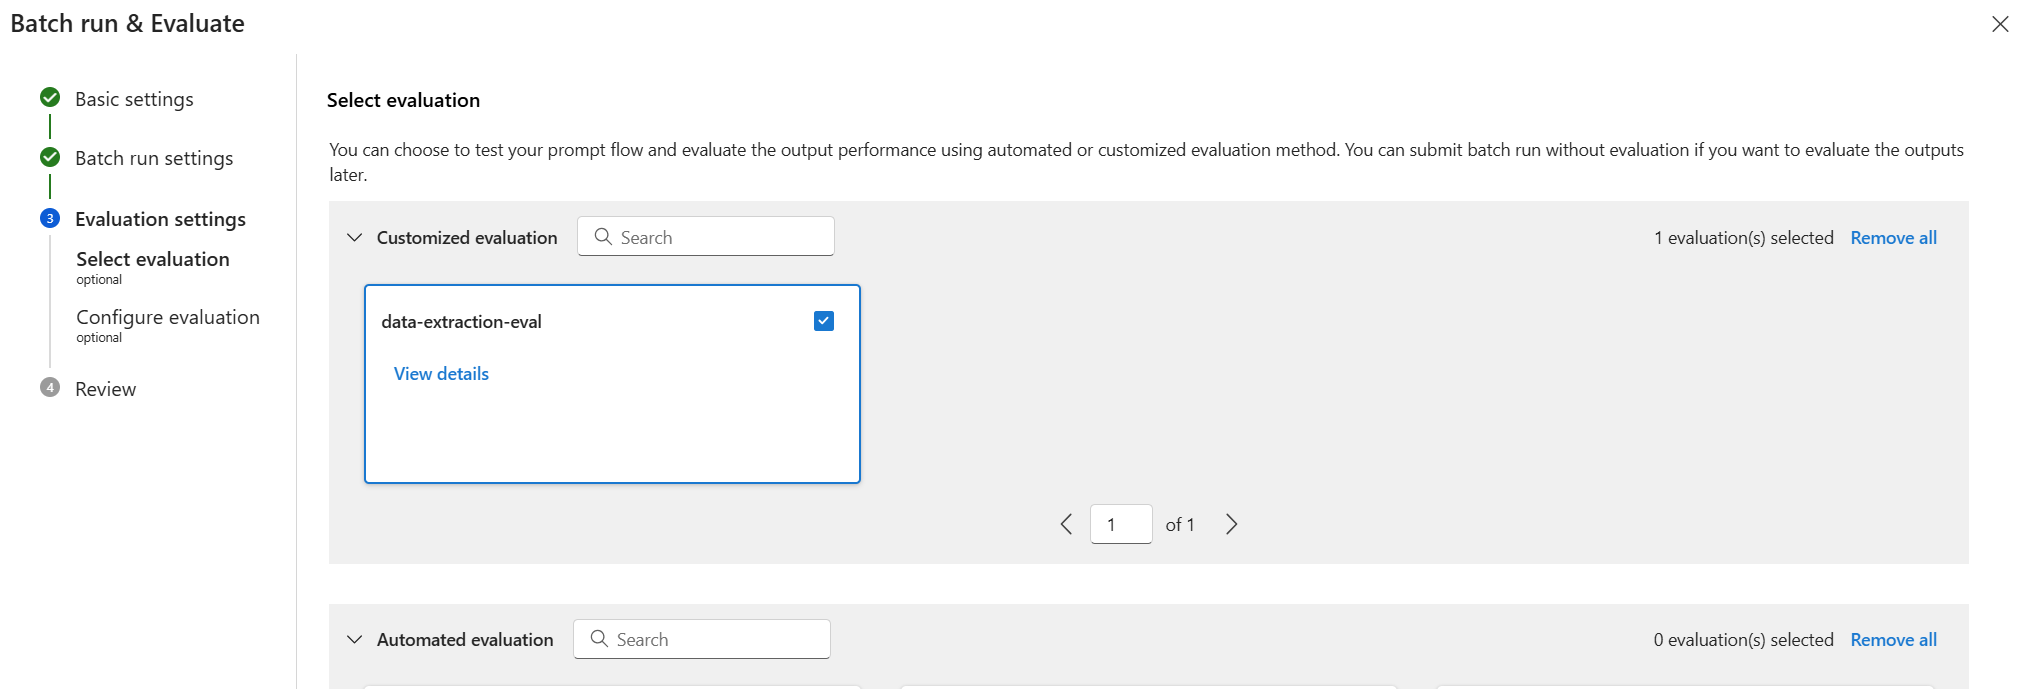 Batch run & Evaluate
Basic settings
Batch run settings
3 Evaluation settings
Select evaluation
optional
Configure evaluation
optional
4 Review
Select evaluation
You can choose to test your prompt flow and evaluate the output performance using automated or customized evaluation method. You can submit batch run without evaluation if you want to evaluate the outputs
later.
Customized evaluation Search 1 evaluation(s) selected Remove all
data-extraction-eval
View details
1 of 1
Automated evaluation Search 0 evaluation(s) selected Remove all